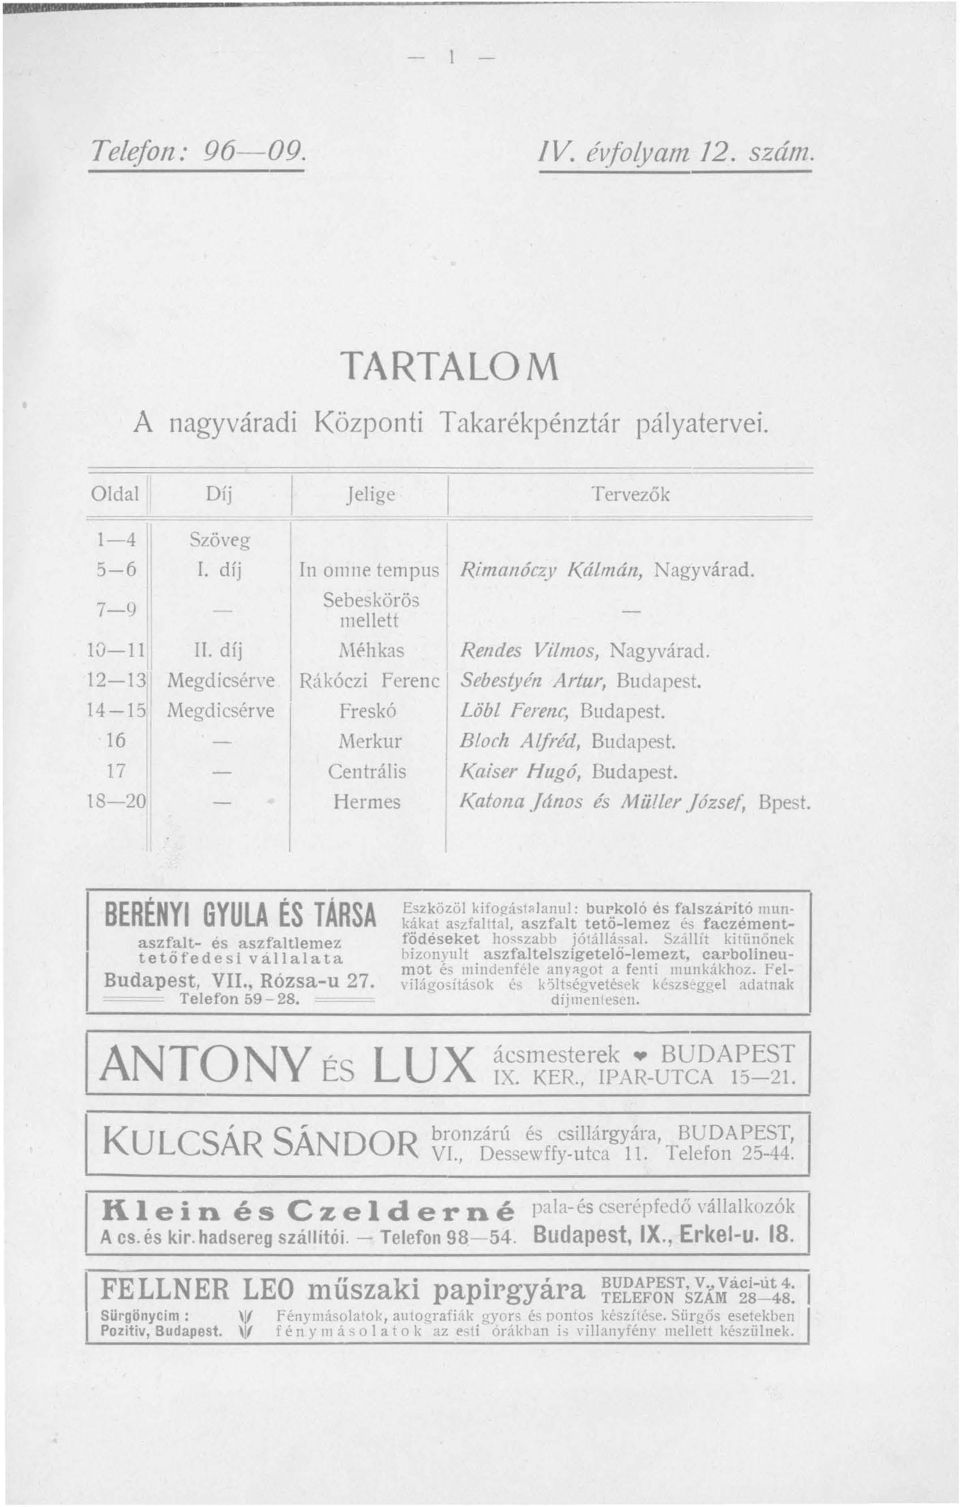 — 1 —
Telefon: 96—09. IV. évfolyam 12. szám.
TARTALOM
A nagyváradi Központi Takarékpénztár pályatervei.
Oldal Díj Jelige Tervezők
1—4 Szöveg
5—6 I. díj In omne tempus Rimanóczy Kálmán, Nagyvárad.
7—9 — Sebeskörös mellett —
10—11 II. díj Méhkas Rendes Vilmos, Nagyvárad.
12—13 Megdicsérve Rákóczi Ferenc Sebestyén Artur, Budapest.
14—15 Megdicsérve Freskó Löbl Ferenc, Budapest.
16 — Merkur Bloch Alfréd, Budapest.
17 — Centrális Kaiser Hugó, Budapest.
18—20 — Hermes Katona János és Müller József, Bpest.
BERÉNYI GYULA ÉS TÁRSA
aszfalt- és aszfaltlemez
tetőfedesi vállalata
Budapest, VII., Rózsa-u 27.
Telefon 59-28.
Eszközöl kifogástalanul: burkoló és falszárító mun-
kákat aszfalttal, aszfalt tető-lemez és faczément-
födéseket hosszabb jótállással. Szállít kitünőnek
bizonyult aszfaltelszigetelő-lemezt, carbolineu-
mot és mindenféle anyagot a fenti munkákhoz. Fel-
világosítások és költségvetések készséggel adatnak
díjmentesen.
ANTONY ÉS LUX ácsmesterek BUDAPEST
IX. KER., IPAR-UTCA 15—21.
KULCSÁR SÁNDOR bronzárú és csillárgyára, BUDAPEST,
VI., Dessewffy-utca 11. Telefon 25-44.
Klein és Czelderné pala-és cserépfedő vállalkozók
A cs. és kir. hadsereg szállítói. — Telefon 98—54. Budapest, IX., Erkel-u. 18.
FELLNER LEO műszaki papirgyára BUDAPEST, V., Váci-út 4.
TELEFON SZÁM 28—48.
Sürgönycim : Fénymásolatok, autografiák gyors és pontos készítése. Sürgős esetekben
Pozitiv, Budapest. fénymásolatok az esti órákban is villanyfény mellett készülnek.